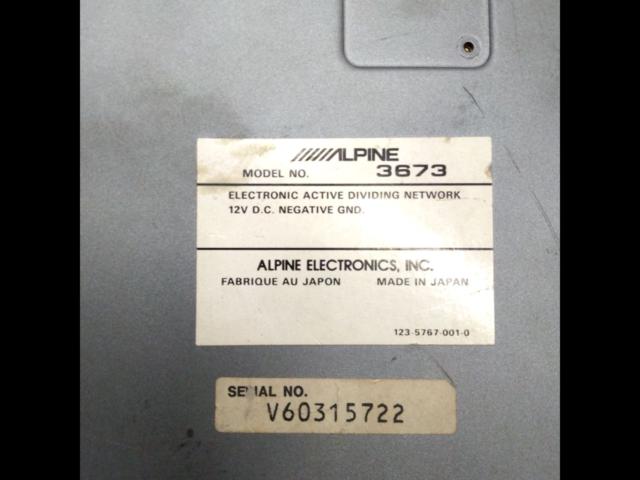 ALPINE
MODEL NO. 3673
ELECTRONIC ACTIVE DIVIDING NETWORK
12V D.C. NEGATIVE GND.
ALPINE ELECTRONICS, INC.
FABRIQUE AU JAPON MADE IN JAPAN
123-5767-001-0
SERIAL NO.
V60315722